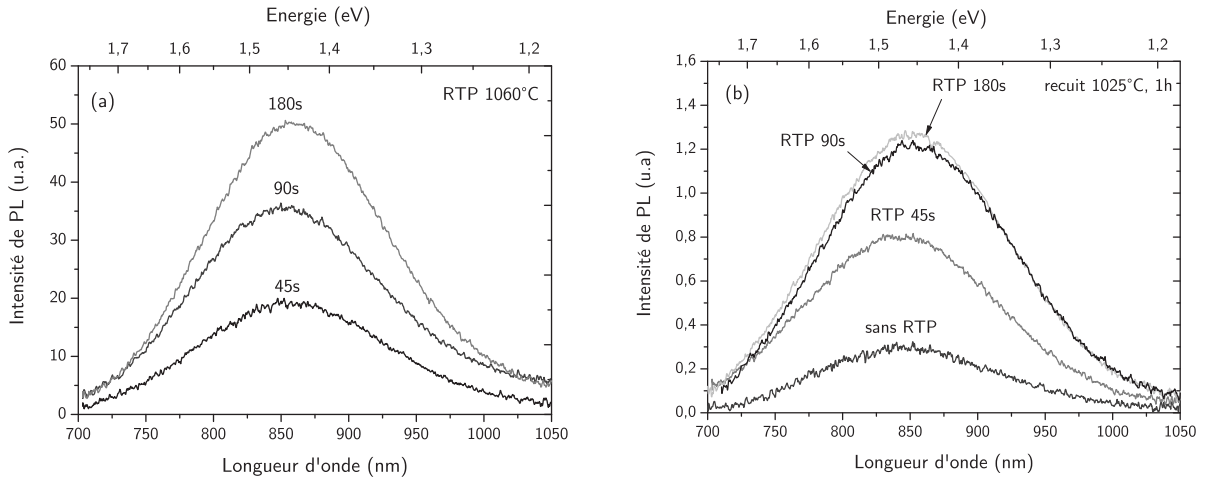 Energie (eV)
1,7 1,6 1,5 1,4 1,3 1,2
60
50
40
30
20
10
0
Intensité de PL (u.a.)
(a)
RTP 1060°C
180s
90s
45s
700 750 800 850 900 950 1000 1050
Longueur d'onde (nm)
Energie (eV)
1,7 1,6 1,5 1,4 1,3 1,2
1,6
1,4
1,2
1,0
0,8
0,6
0,4
0,2
0,0
Intensité de PL (u.a)
(b)
RTP 180s
recuit 1025°C, 1h
RTP 90s
RTP 45s
sans RTP
700 750 800 850 900 950 1000 1050
Longueur d'onde (nm)